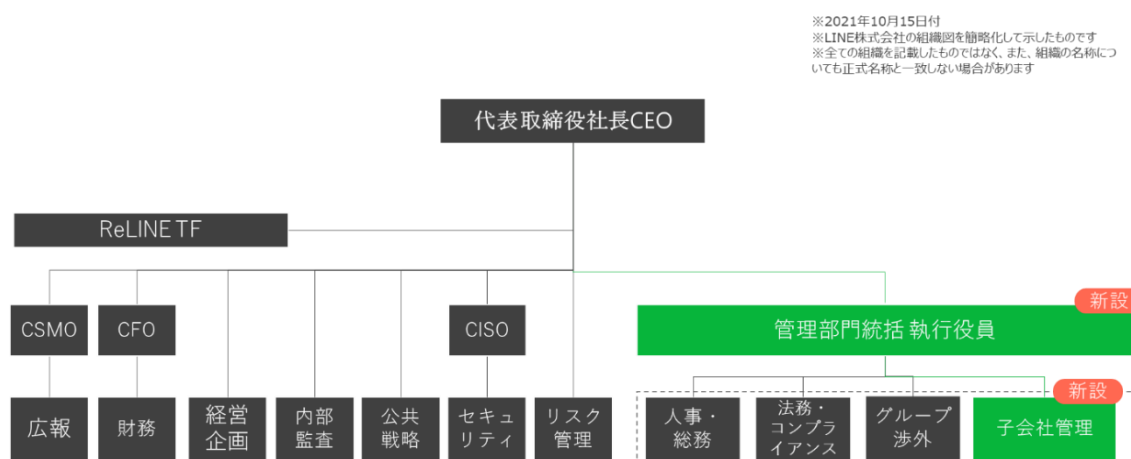 ※2021年10月15日付
※LINE株式会社の組織図を簡略化して示したものです
※全ての組織を記載したものではなく、また、組織の名称につ
いても正式名称と一致しない場合があります
代表取締役社長CEO
ReLINE TF
新設
CSMO
CFO
CISO
管理部門統括 執行役員
新設
広報
財務
経営
企画
内部
監査
公共
戦略
セキュ
リティ
リスク
管理
人事・
総務
法務・
コンプラ
イアンス
グループ
渉外
子会社管理